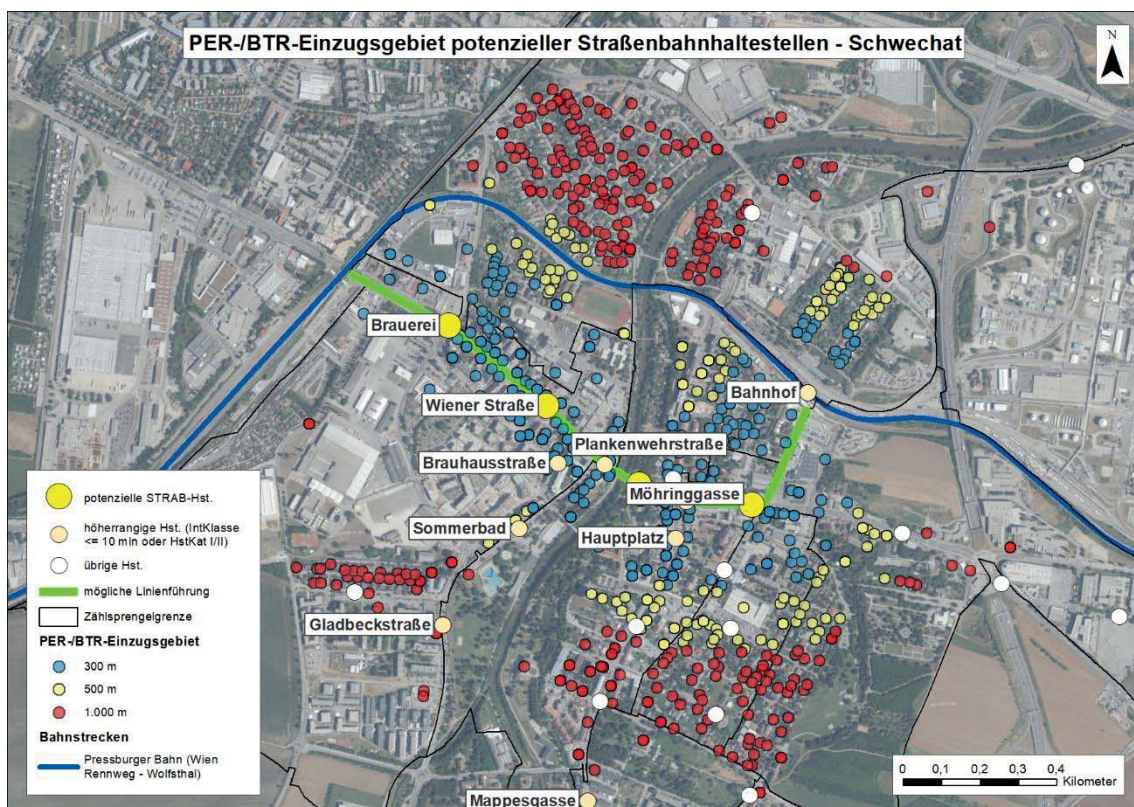 PER-/BTR-Einzugsgebiet potenzieller Straßenbahnhaltestellen - Schwechat
N
Brauerei
Wiener Straße
Bahnhof
Plankenwehrstraße
Brauhausstraße
Möhringgasse
Sommerbad
Hauptplatz
Gladbeckstraße
Mappesgasse
potenzielle STRAB-Hst.
höherrangige Hst. (IntKlasse
<= 10 min oder HstKat I/II)
übrige Hst.
mögliche Linienführung
Zählsprengelgrenze
PER-/BTR-Einzugsgebiet
300 m
500 m
1.000 m
Bahnstrecken
Pressburger Bahn (Wien
Rennweg - Wolfsthal)
0 0,1 0,2 0,3 0,4
Kilometer